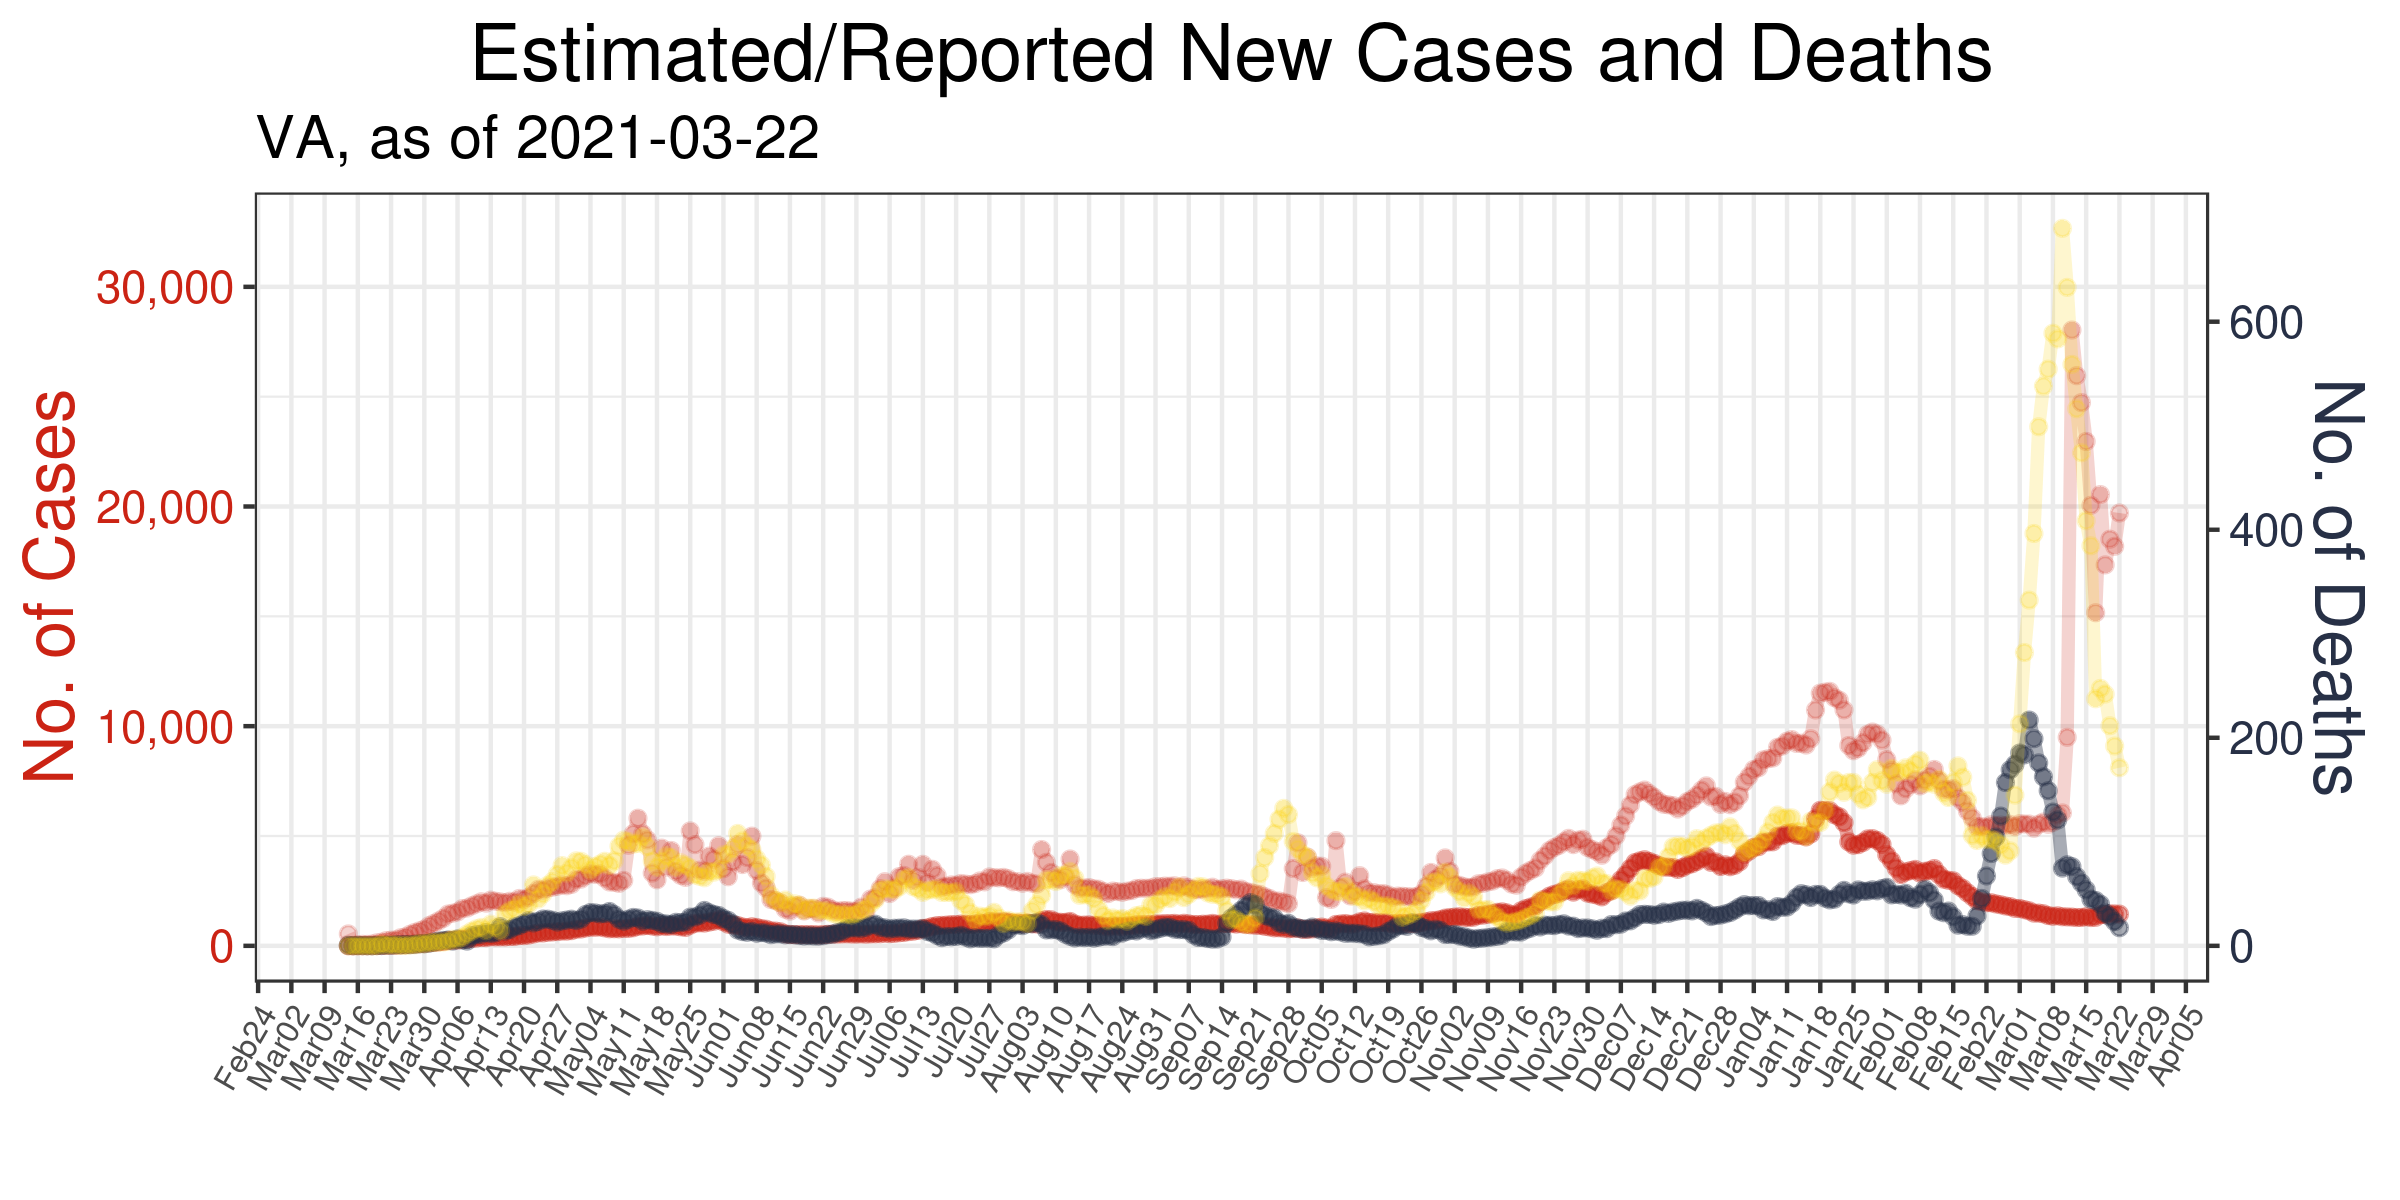 Estimated/Reported New Cases and Deaths
VA, as of 2021-03-22
No. of Cases
30,000
20,000
10,000
0
600
400
200
0
No. of Deaths
Feb24
Mar02
Mar09
Mar16
Mar23
Mar30
Apr06
Apr13
Apr20
Apr27
May04
May11
May18
May25
Jun01
Jun08
Jun15
Jun22
Jun29
Jul06
Jul13
Jul20
Jul27
Aug03
Aug10
Aug17
Aug24
Aug31
Sep07
Sep14
Sep21
Sep28
Oct05
Oct12
Oct19
Oct26
Nov02
Nov09
Nov16
Nov23
Nov30
Dec07
Dec14
Dec21
Dec28
Jan04
Jan11
Jan18
Jan25
Feb01
Feb08
Feb15
Feb22
Mar01
Mar08
Mar15
Mar22
Mar29
Apr05